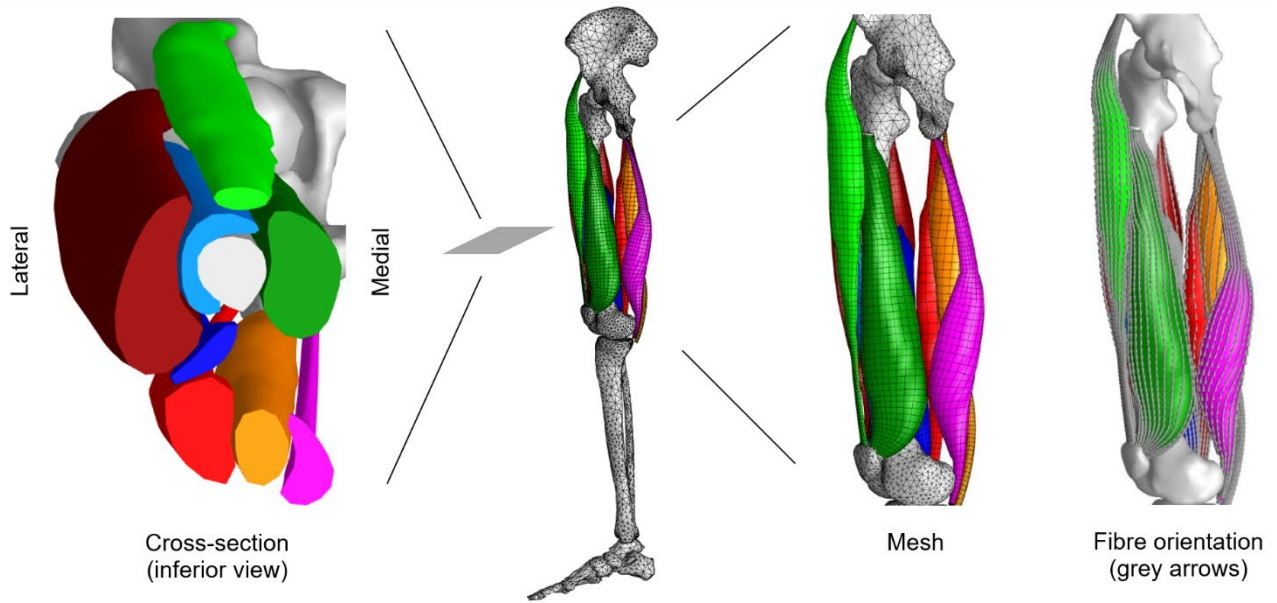 Lateral
Medial
Cross-section
(inferior view)
Mesh
Fibre orientation
(grey arrows)